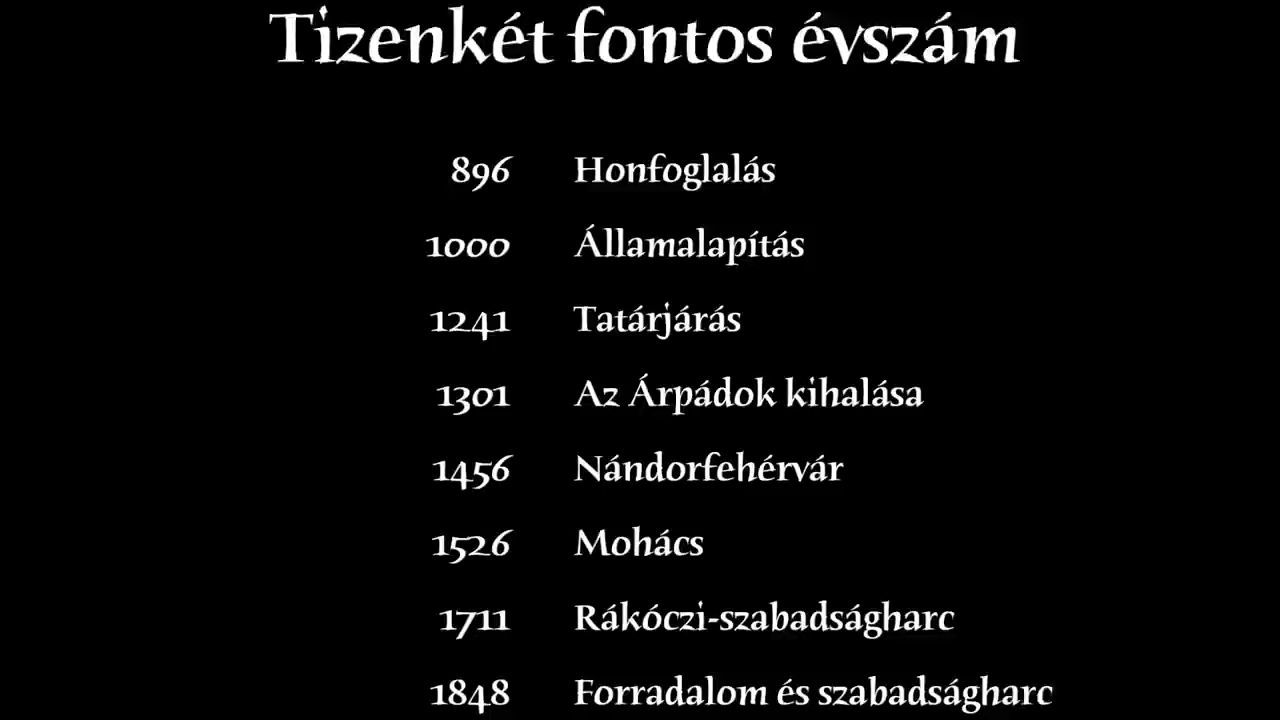 Tizenkét fontos évszám
896 Honfoglalás
1000 Államalapítás
1241 Tatárjárás
1301 Az Árpádok kihalása
1456 Nándorfehérvár
1526 Mohács
1711 Rákóczi-szabadságharc
1848 Forradalom és szabadságharc